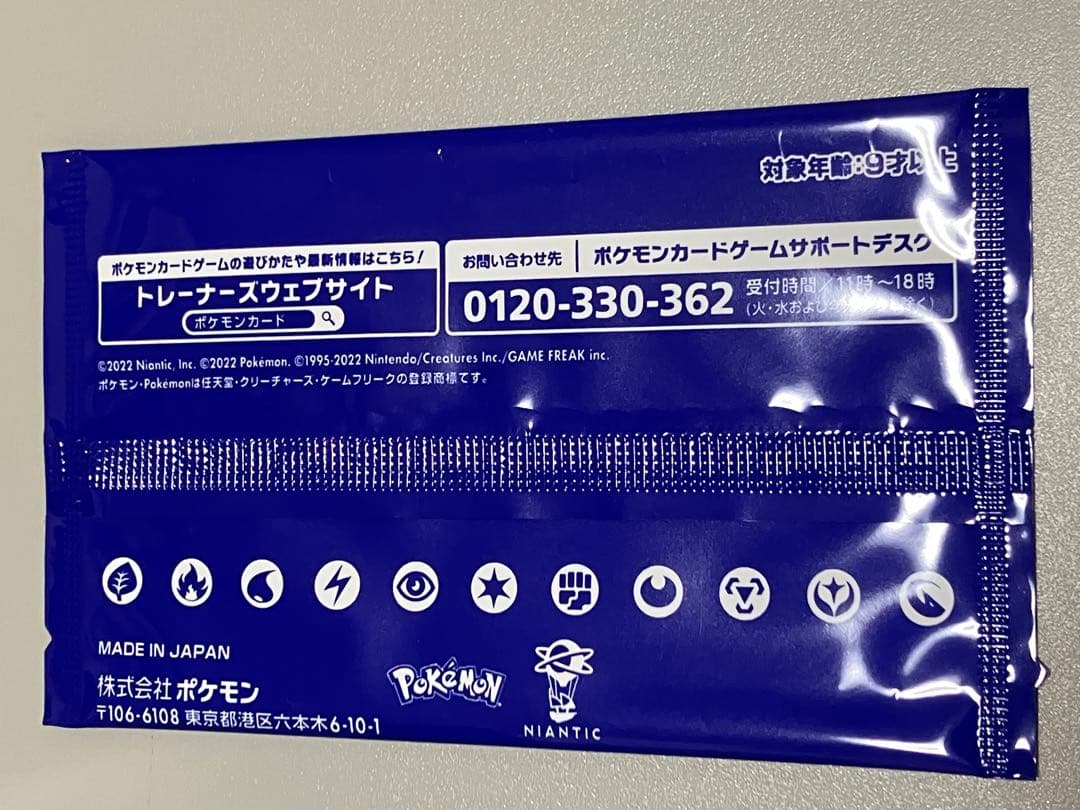 対象年齢:9才以上
ポケモンカードゲームの遊びかたや最新情報はこちら!
トレーナーズウェブサイト
ポケモンカード
お問い合わせ先
ポケモンカードゲームサポートデスク
0120-330-362
受付時間/11時〜18時
(火・水およ
除く)
©2022 Niantic, Inc. ©2022 Pokémon. ©1995-2022 Nintendo/Creatures Inc./GAME FREAK inc.
ポケモン・Pokémonは任天堂・クリーチャーズ・ゲームフリークの登録商標です。
MADE IN JAPAN
株式会社 ポケモン
〒106-6108 東京都港区六本木6-10-1
POKéMON
NIANTIC